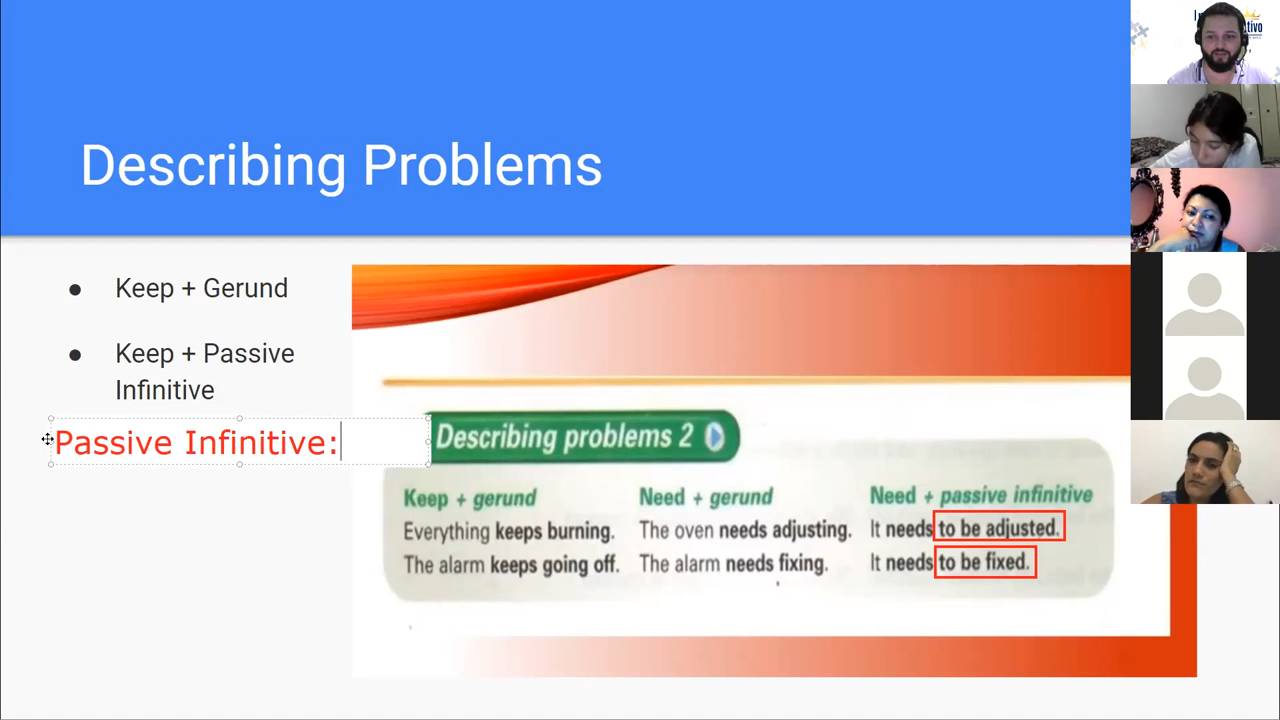 Describing Problems
● Keep + Gerund
● Keep + Passive
Infinitive
Passive Infinitive:
Describing problems 2
Keep + gerund
Everything keeps burning.
The alarm keeps going off.
Need + gerund
The oven needs adjusting.
The alarm needs fixing.
Need + passive infinitive
It needs to be adjusted.
It needs to be fixed.